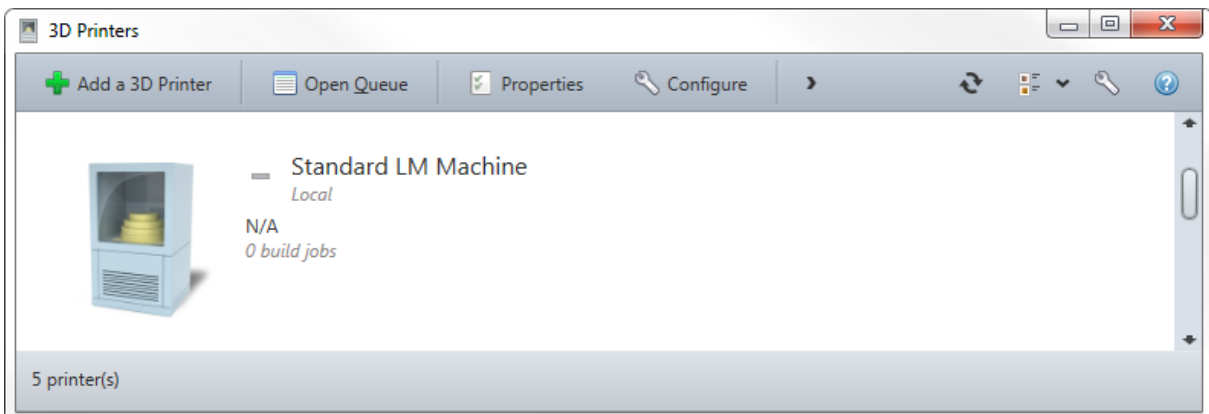 3D Printers
Add a 3D Printer Open Queue Properties Configure
Standard LM Machine
Local
N/A
0 build jobs
5 printer(s)